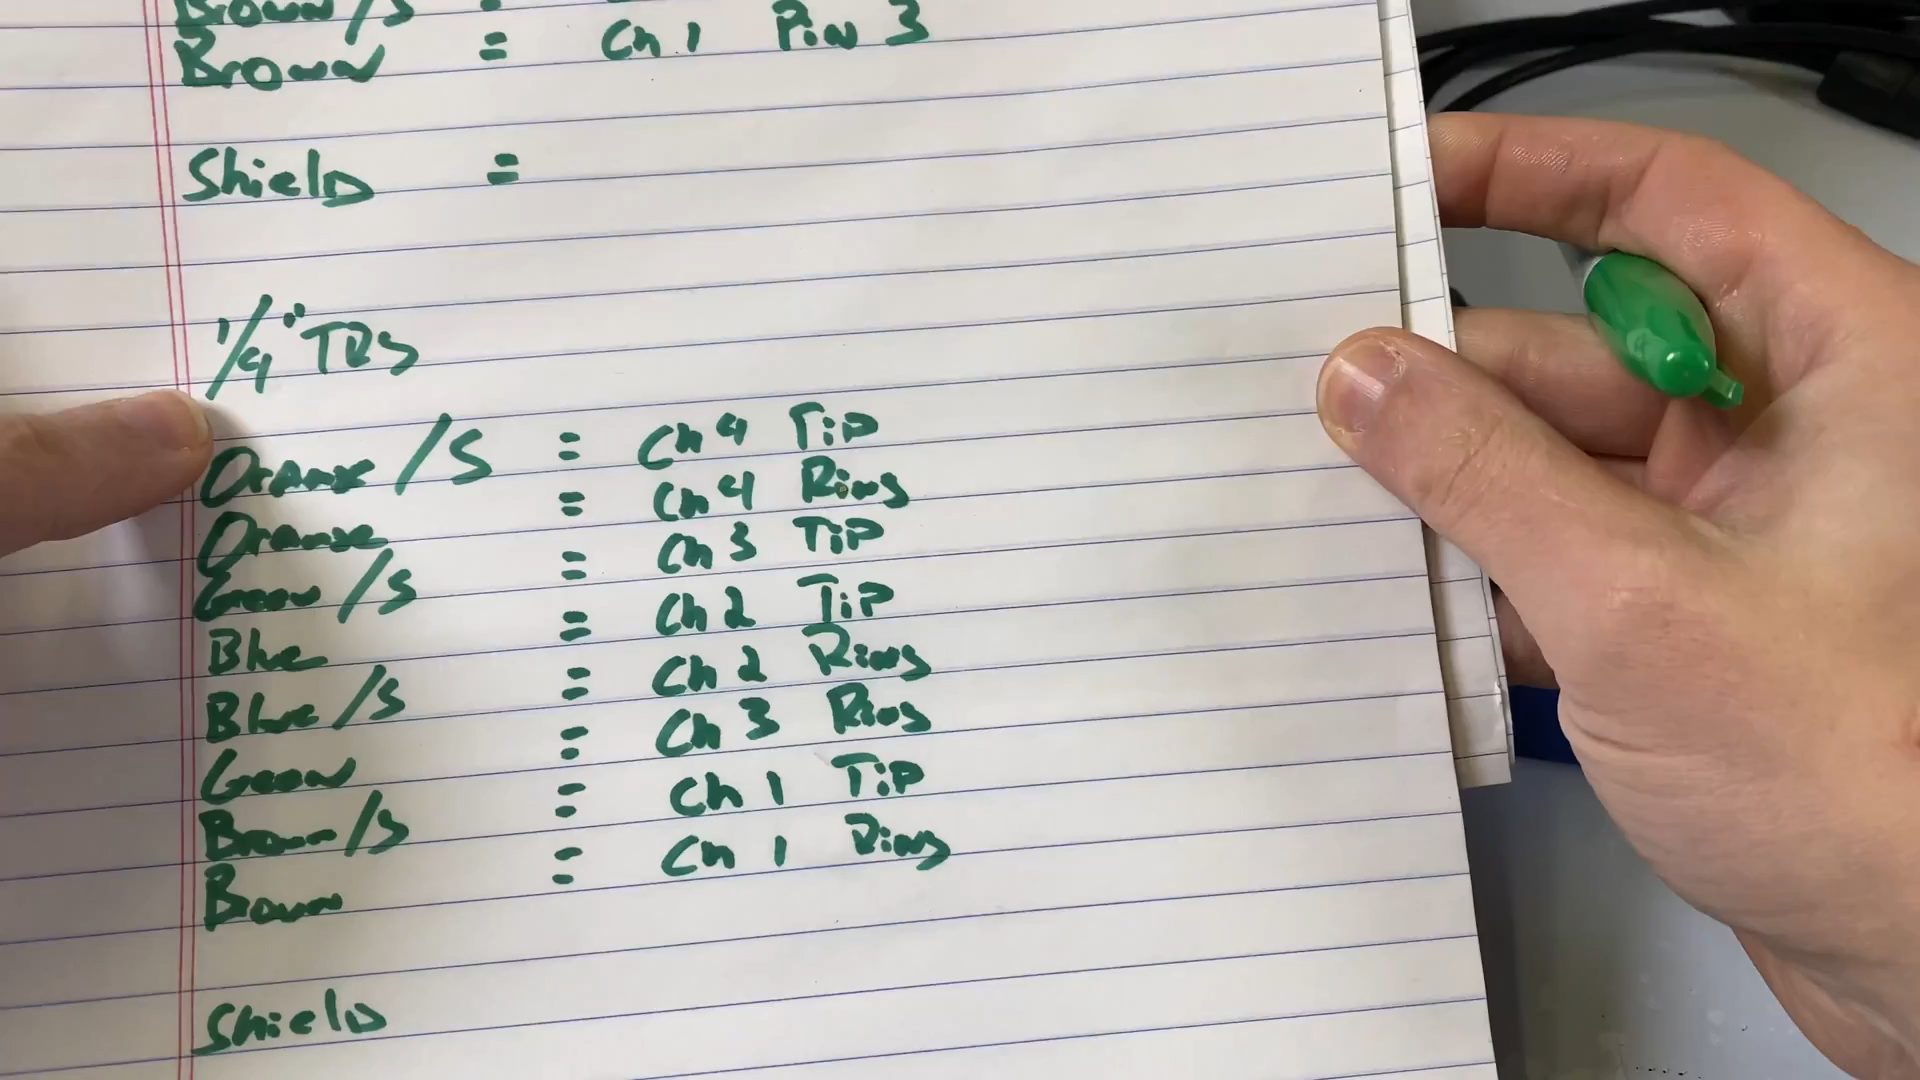 Brown/S =
Brown = Ch 1 Pin 3
Shield =
1/4" TRS
Orange/S = Ch 4 Tip
Orange = Ch 4 Ring
Green/S = Ch 3 Tip
Blue = Ch 2 Tip
Blue/S = Ch 2 Ring
Green = Ch 3 Ring
Brown/S = Ch 1 Tip
Brown = Ch 1 Ring
Shield